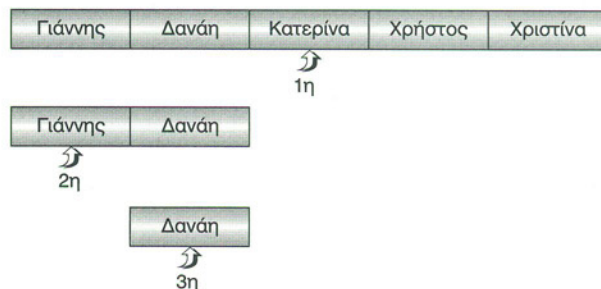 Γιάννης Δανάη Κατερίνα Χρήστος Χριστίνα
1η
Γιάννης Δανάη
2η
Δανάη
3η